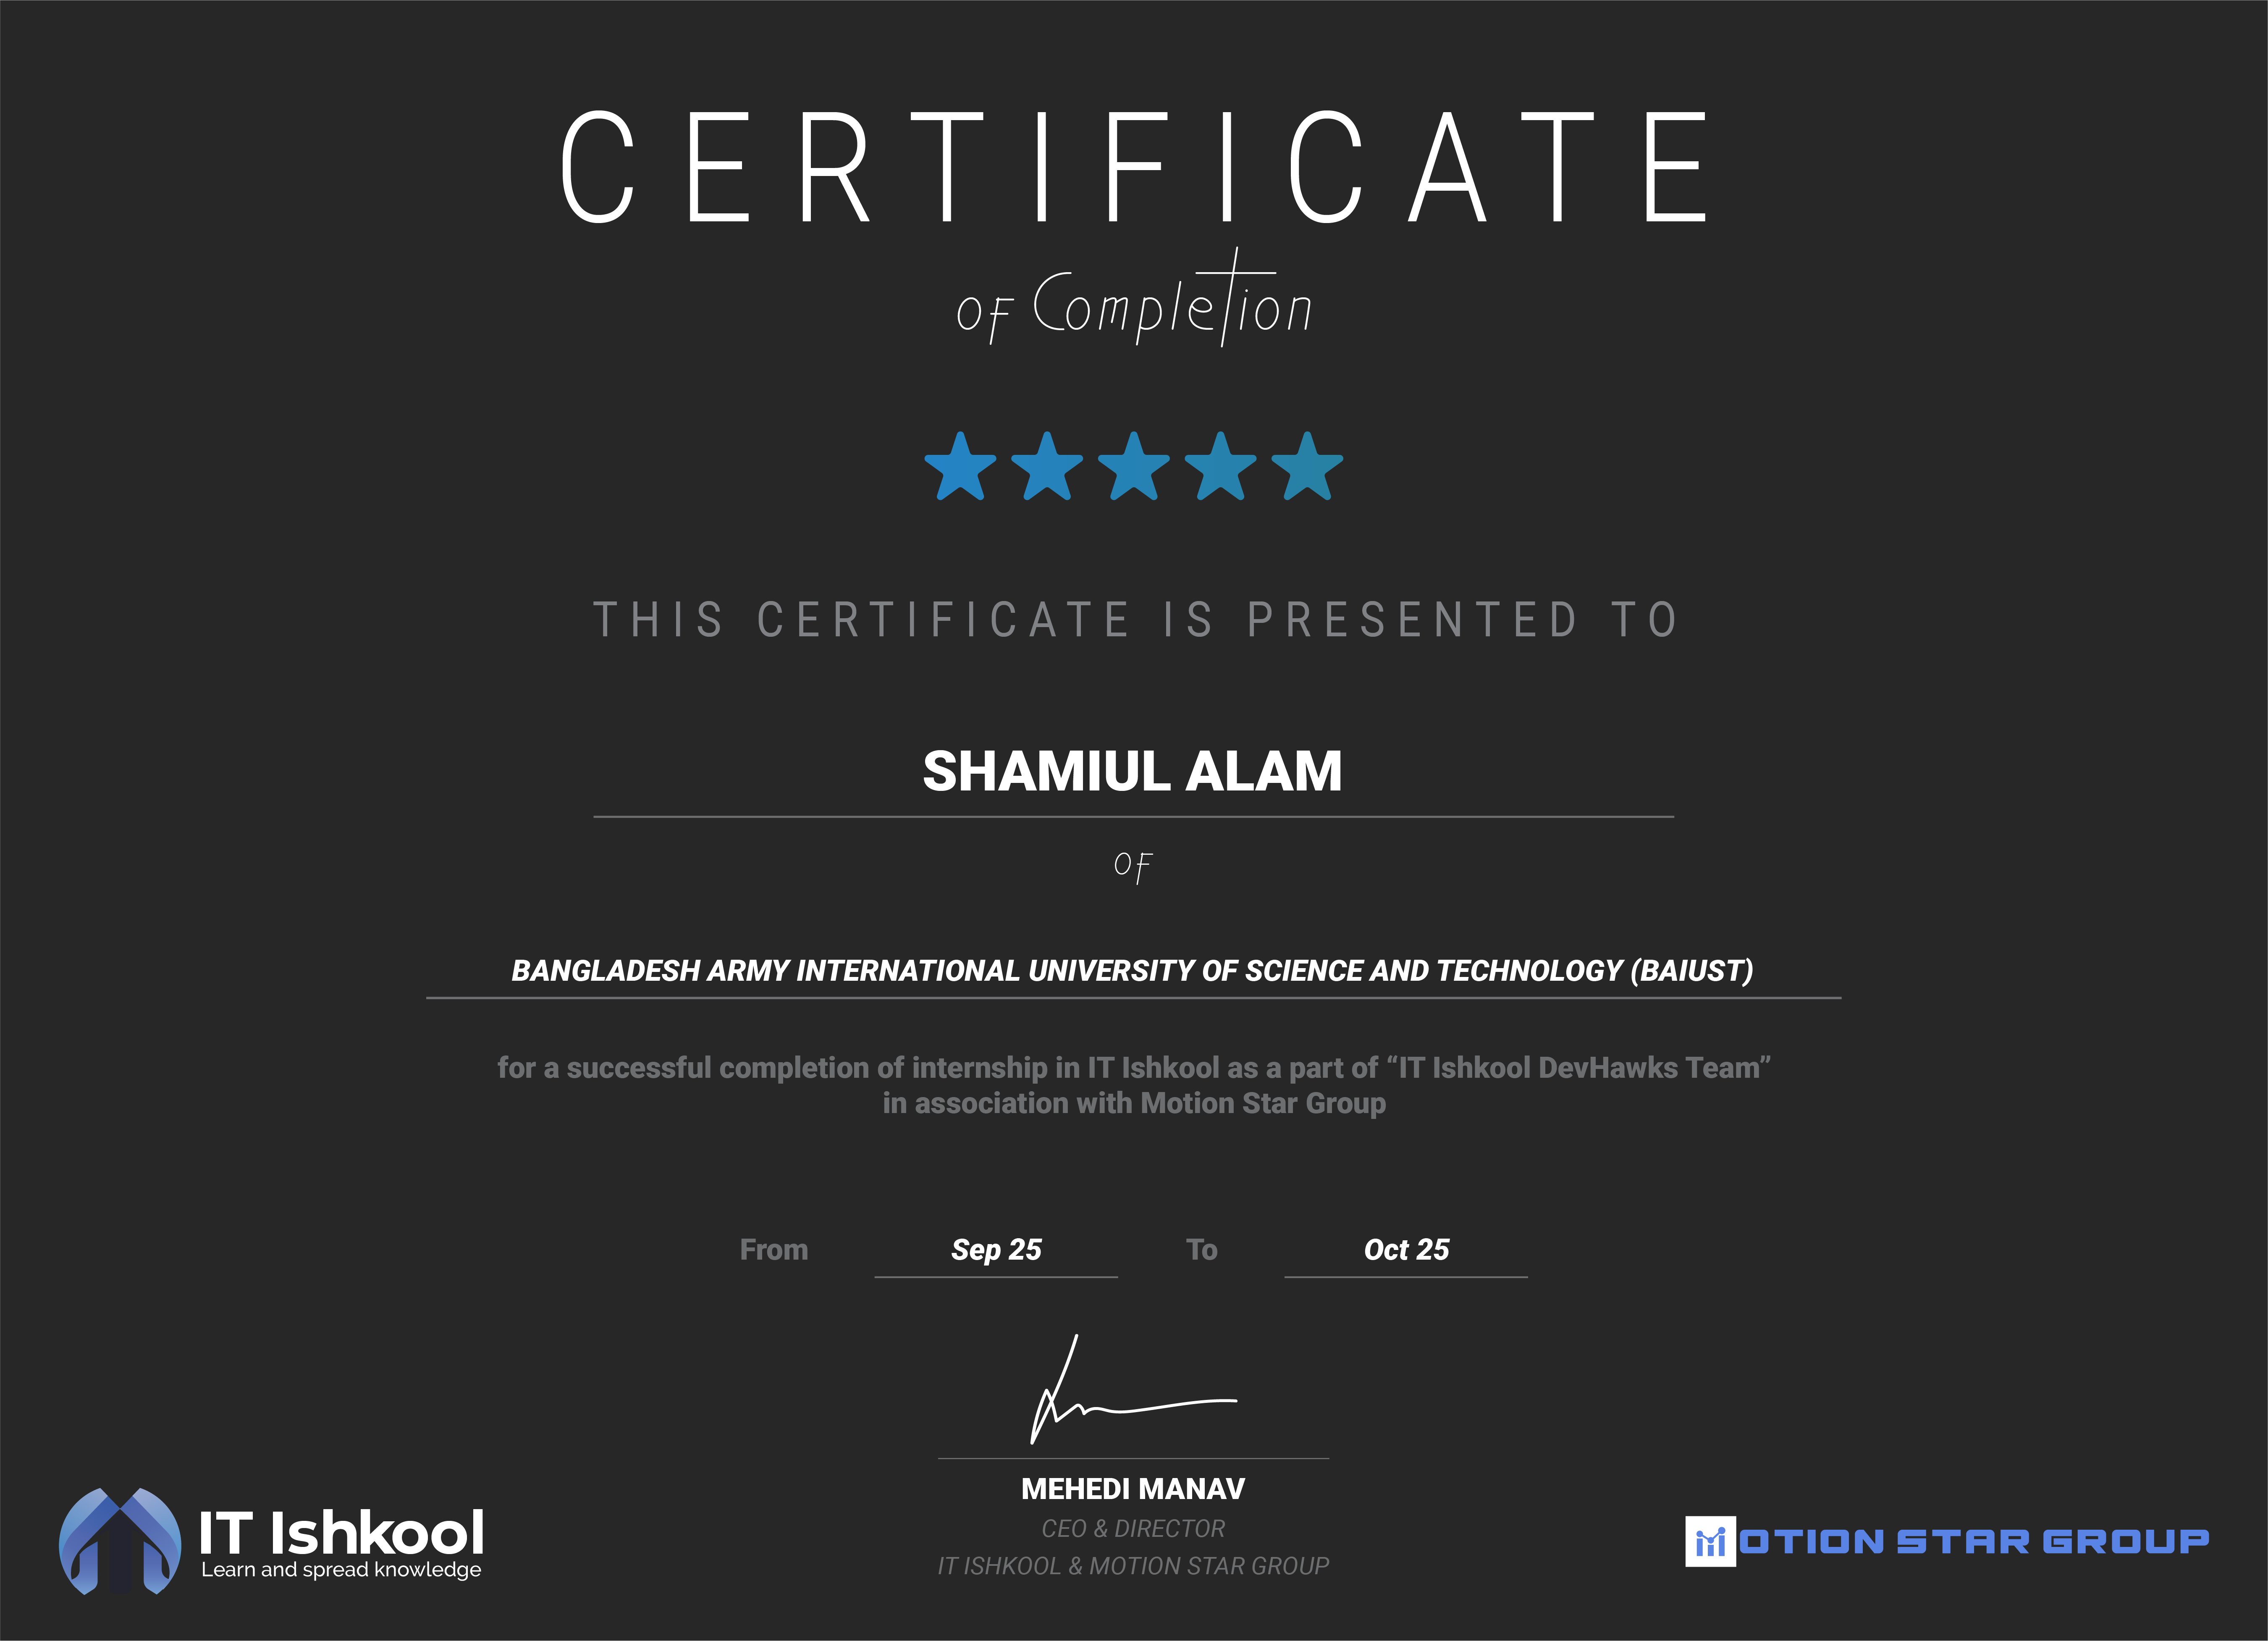 CERTIFICATE
of Completion
THIS CERTIFICATE IS PRESENTED TO
SHAMIUL ALAM
of
BANGLADESH ARMY INTERNATIONAL UNIVERSITY OF SCIENCE AND TECHNOLOGY (BAIUST)
for a successful completion of internship in IT Ishkool as a part of “IT Ishkool DevHawks Team”
in association with Motion Star Group
From Sep 25 To Oct 25
MEHEDI MANAV
CEO & DIRECTOR
IT ISHKOOL & MOTION STAR GROUP
IT Ishkool
Learn and spread knowledge
MOTION STAR GROUP